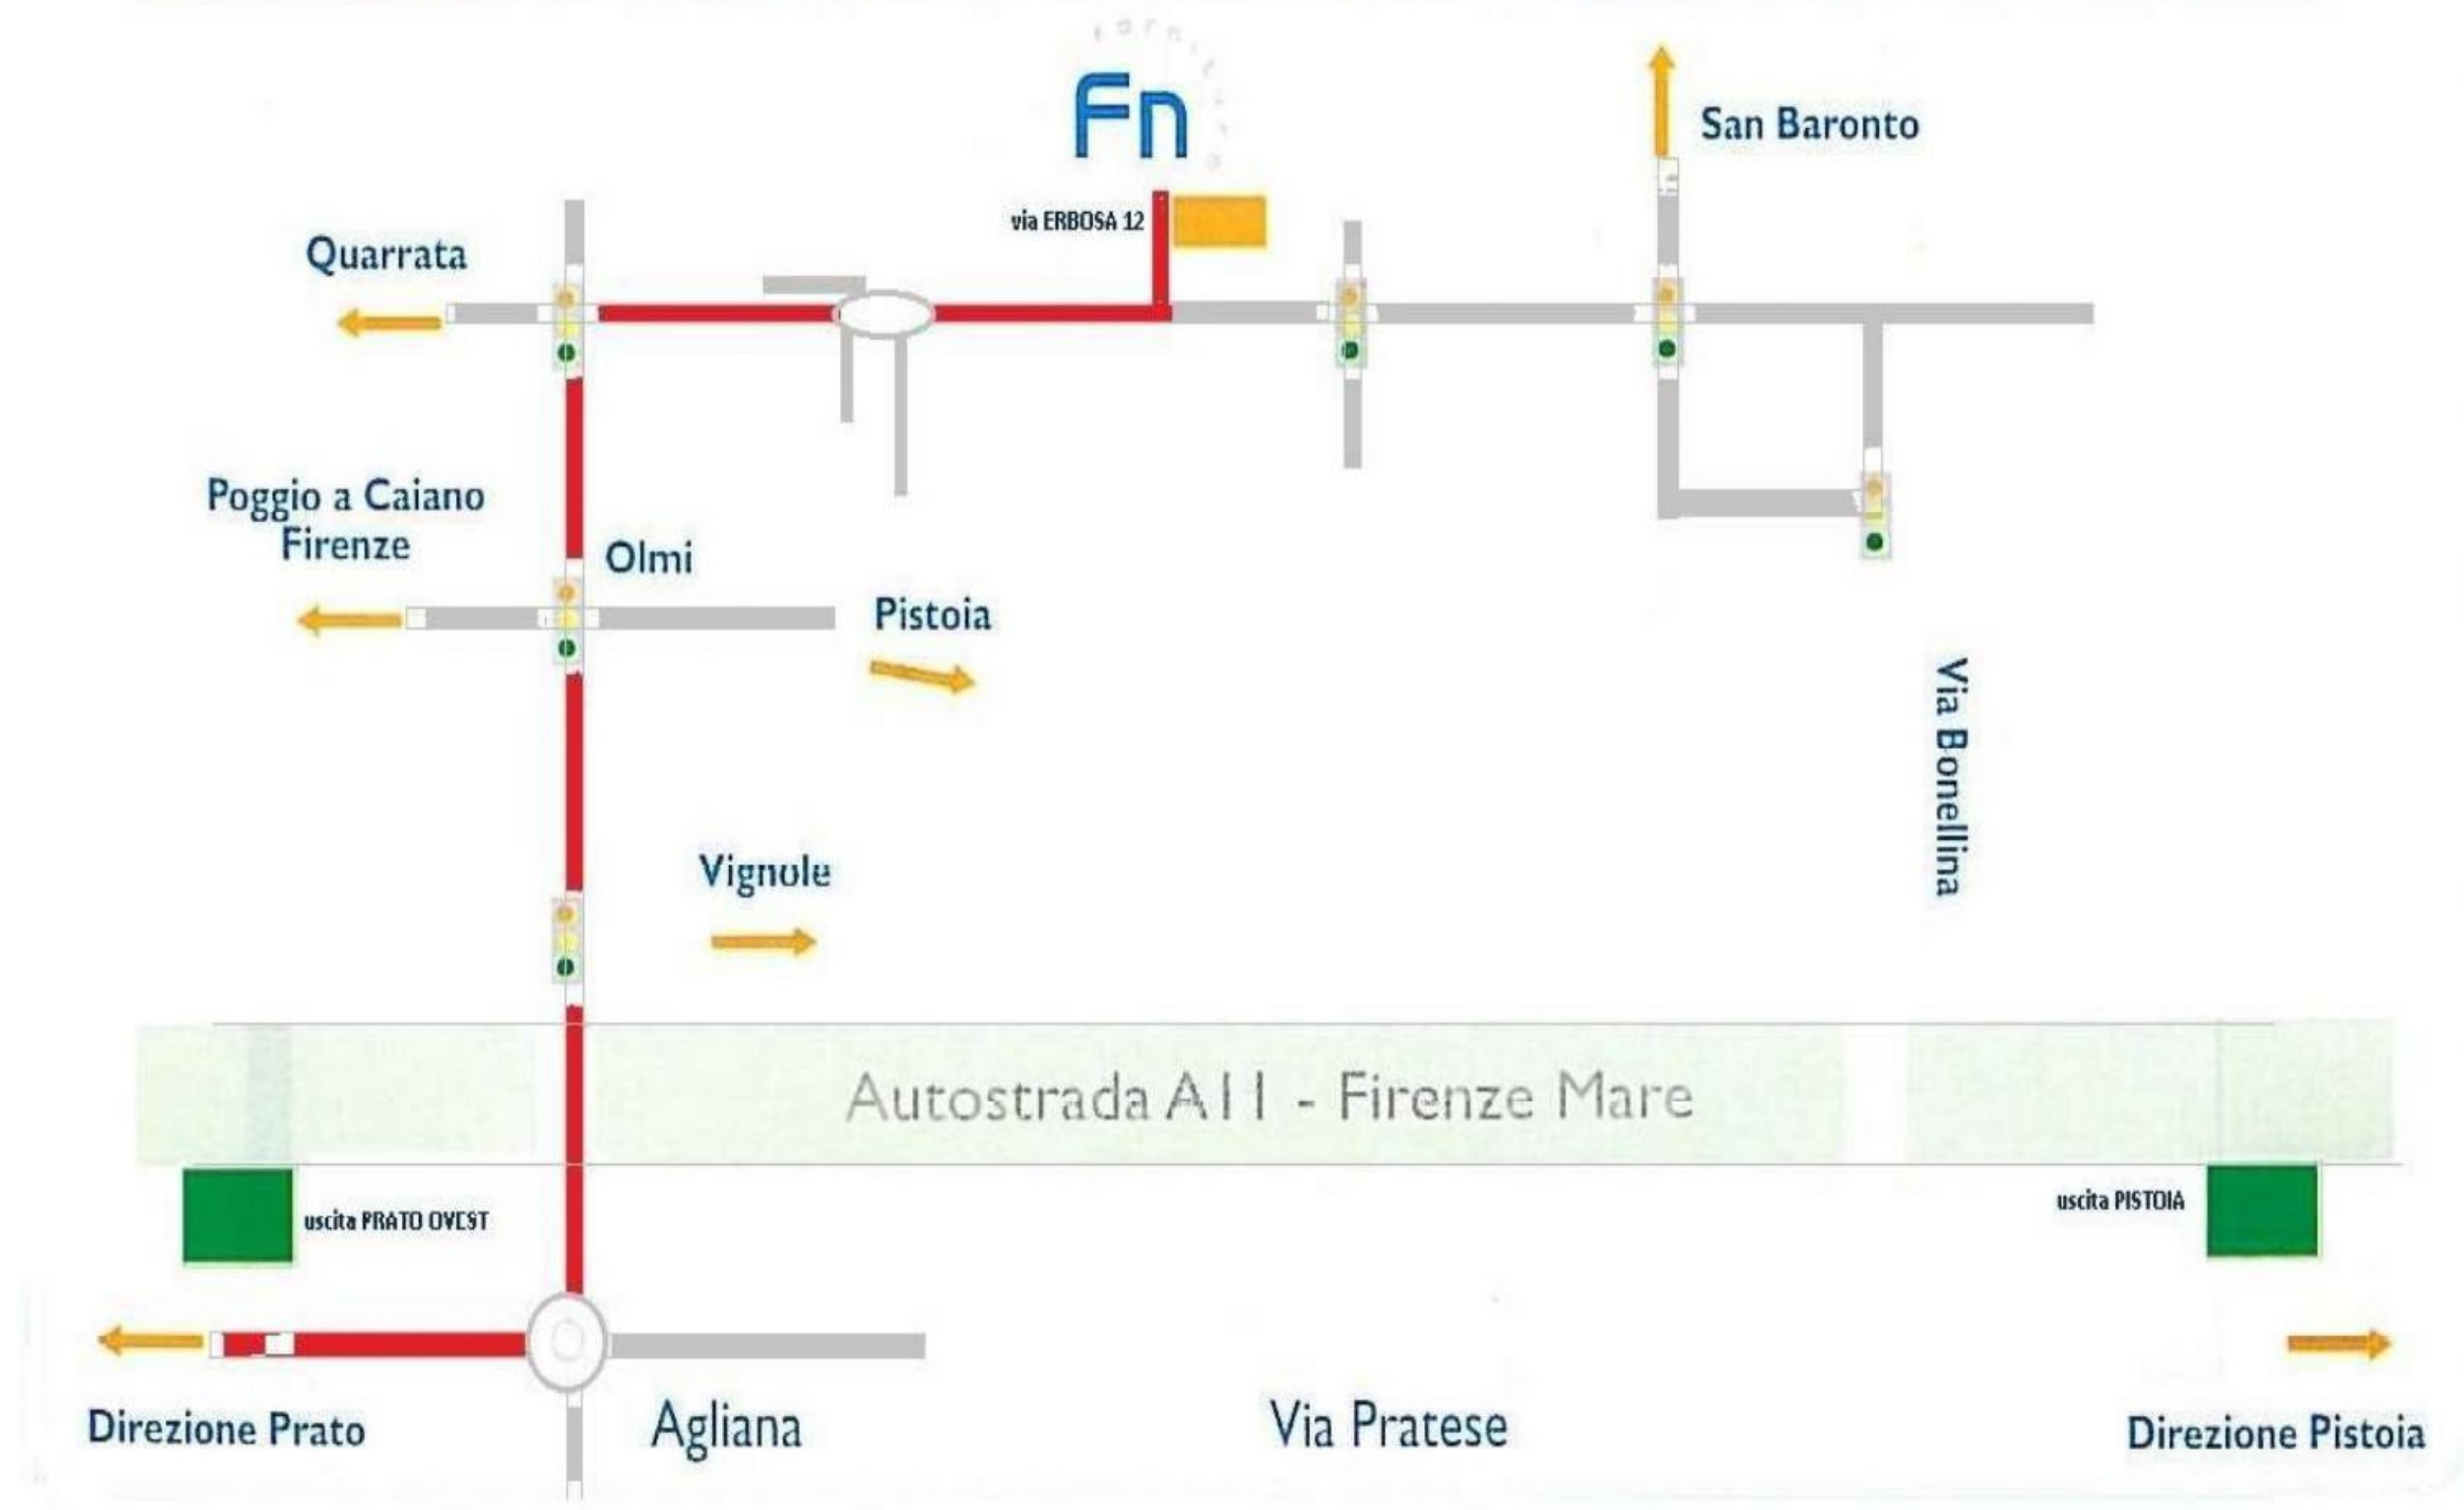 Fn
San Baronto
via ERBOSA 12
Quarrata
Poggio a Caiano
Firenze
Olmi
Pistoia
Via Bonellina
Vignole
Autostrada A11 - Firenze Mare
uscita PRATO OVEST
uscita PISTOIA
Direzione Prato
Agliana
Via Pratese
Direzione Pistoia